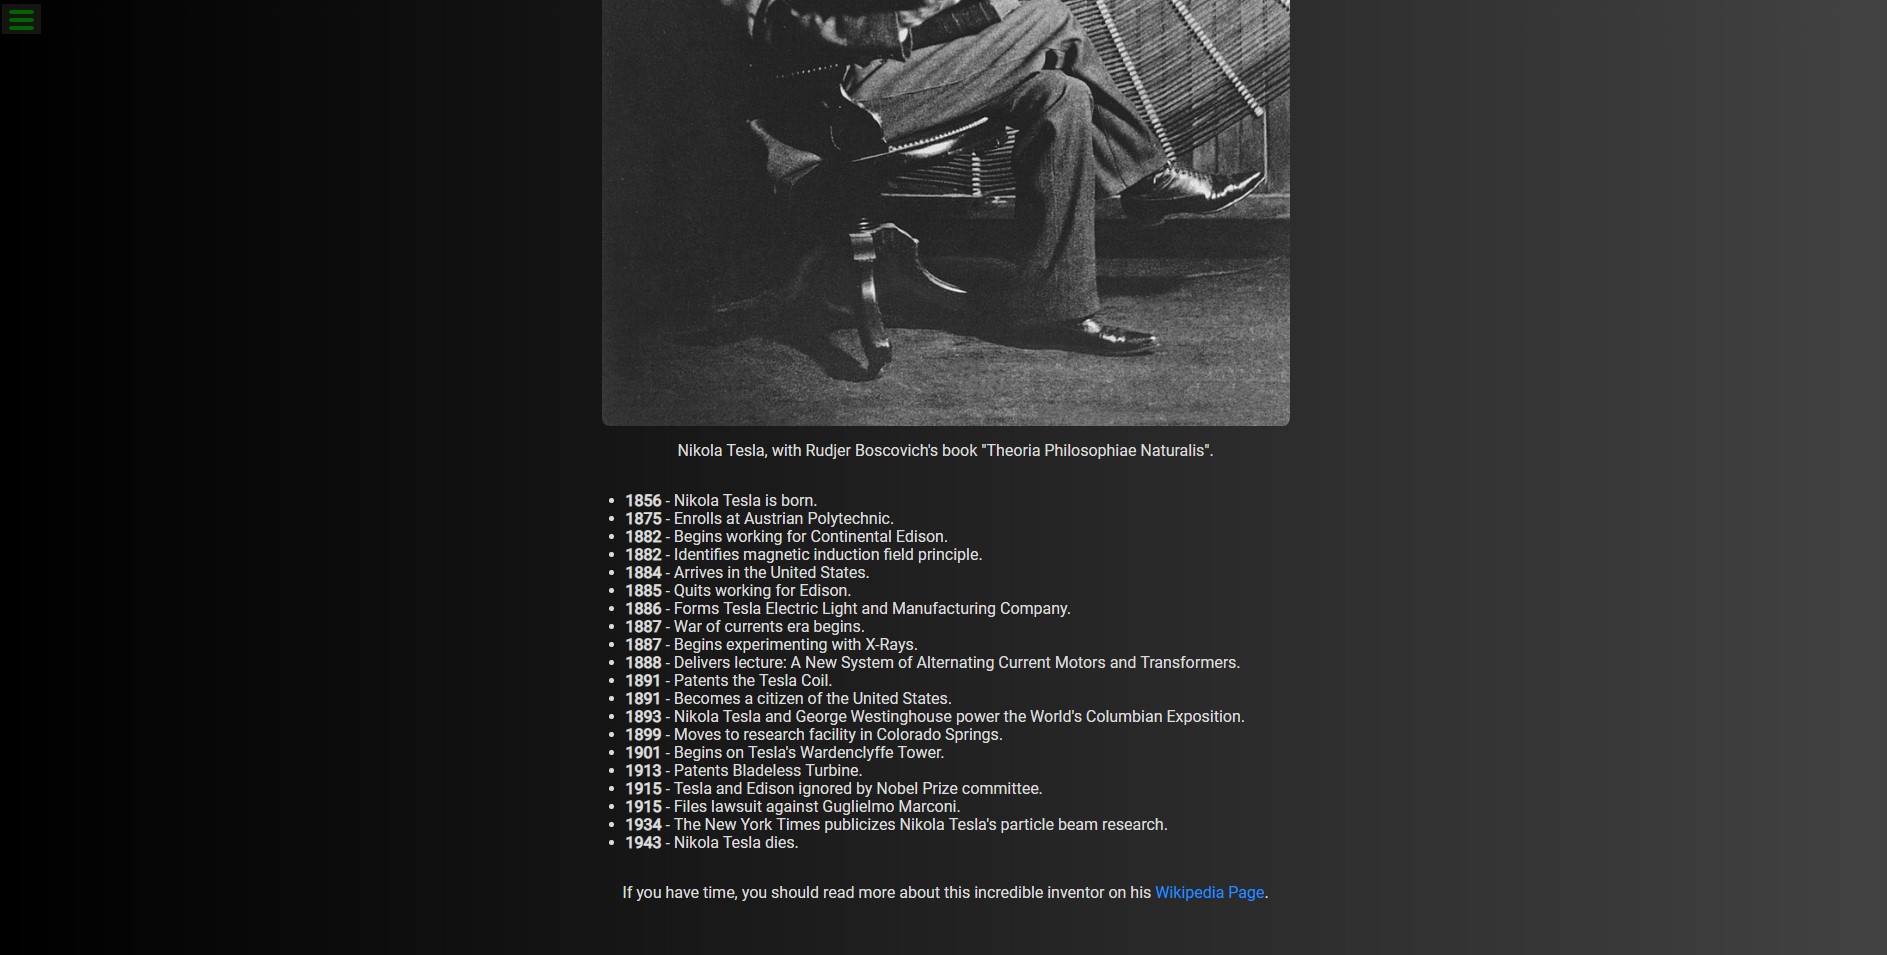 Nikola Tesla, with Rudjer Boscovich's book "Theoria Philosophiae Naturalis".
1856 - Nikola Tesla is born.
1875 - Enrolls at Austrian Polytechnic.
1882 - Begins working for Continental Edison.
1882 - Identifies magnetic induction field principle.
1884 - Arrives in the United States.
1885 - Quits working for Edison.
1886 - Forms Tesla Electric Light and Manufacturing Company.
1887 - War of currents era begins.
1887 - Begins experimenting with X-Rays.
1888 - Delivers lecture: A New System of Alternating Current Motors and Transformers.
1891 - Patents the Tesla Coil.
1891 - Becomes a citizen of the United States.
1893 - Nikola Tesla and George Westinghouse power the World's Columbian Exposition.
1899 - Moves to research facility in Colorado Springs.
1901 - Begins on Tesla's Wardenclyffe Tower.
1913 - Patents Bladeless Turbine.
1915 - Tesla and Edison ignored by Nobel Prize committee.
1915 - Files lawsuit against Guglielmo Marconi.
1934 - The New York Times publicizes Nikola Tesla's particle beam research.
1943 - Nikola Tesla dies.
If you have time, you should read more about this incredible inventor on his Wikipedia Page.